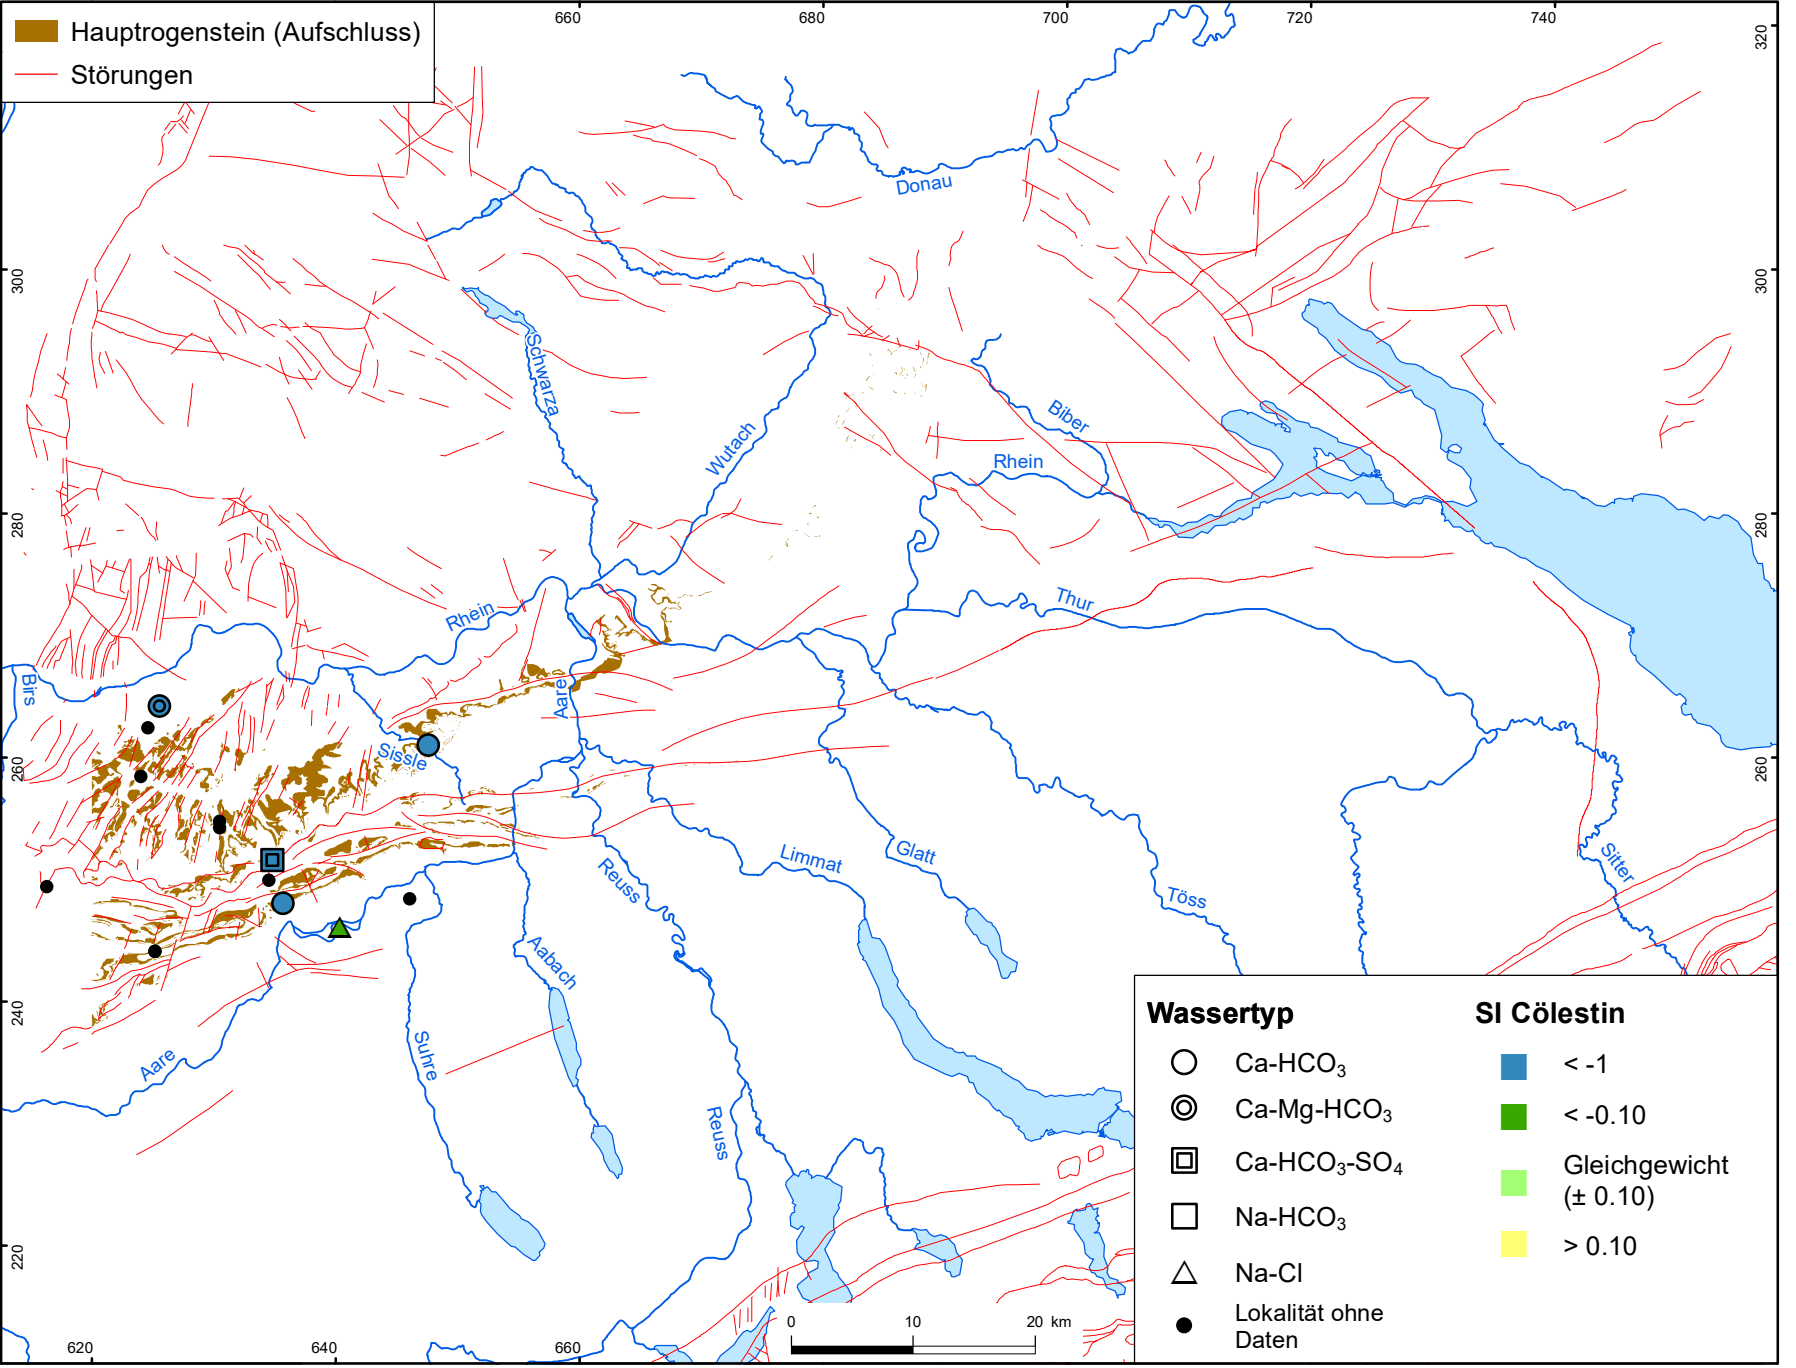 660
680
700
720
740
320
Hauptrogenstein (Aufschluss)
Störungen
Donau
300
300
Schwarza
Wutach
Biber
Rhein
280
280
Rhein
Thur
Birs
Aare
Sissle
260
260
Reuss
Limmat
Glatt
Töss
Sitter
Aabach
240
Aare
Suhre
Reuss
220
Wassertyp
Ca-HCO₃
Ca-Mg-HCO₃
Ca-HCO₃-SO₄
Na-HCO₃
Na-Cl
Lokalität ohne
Daten
SI Cölestin
< -1
< -0.10
Gleichgewicht
(± 0.10)
> 0.10
0
10
20 km
620
640
660